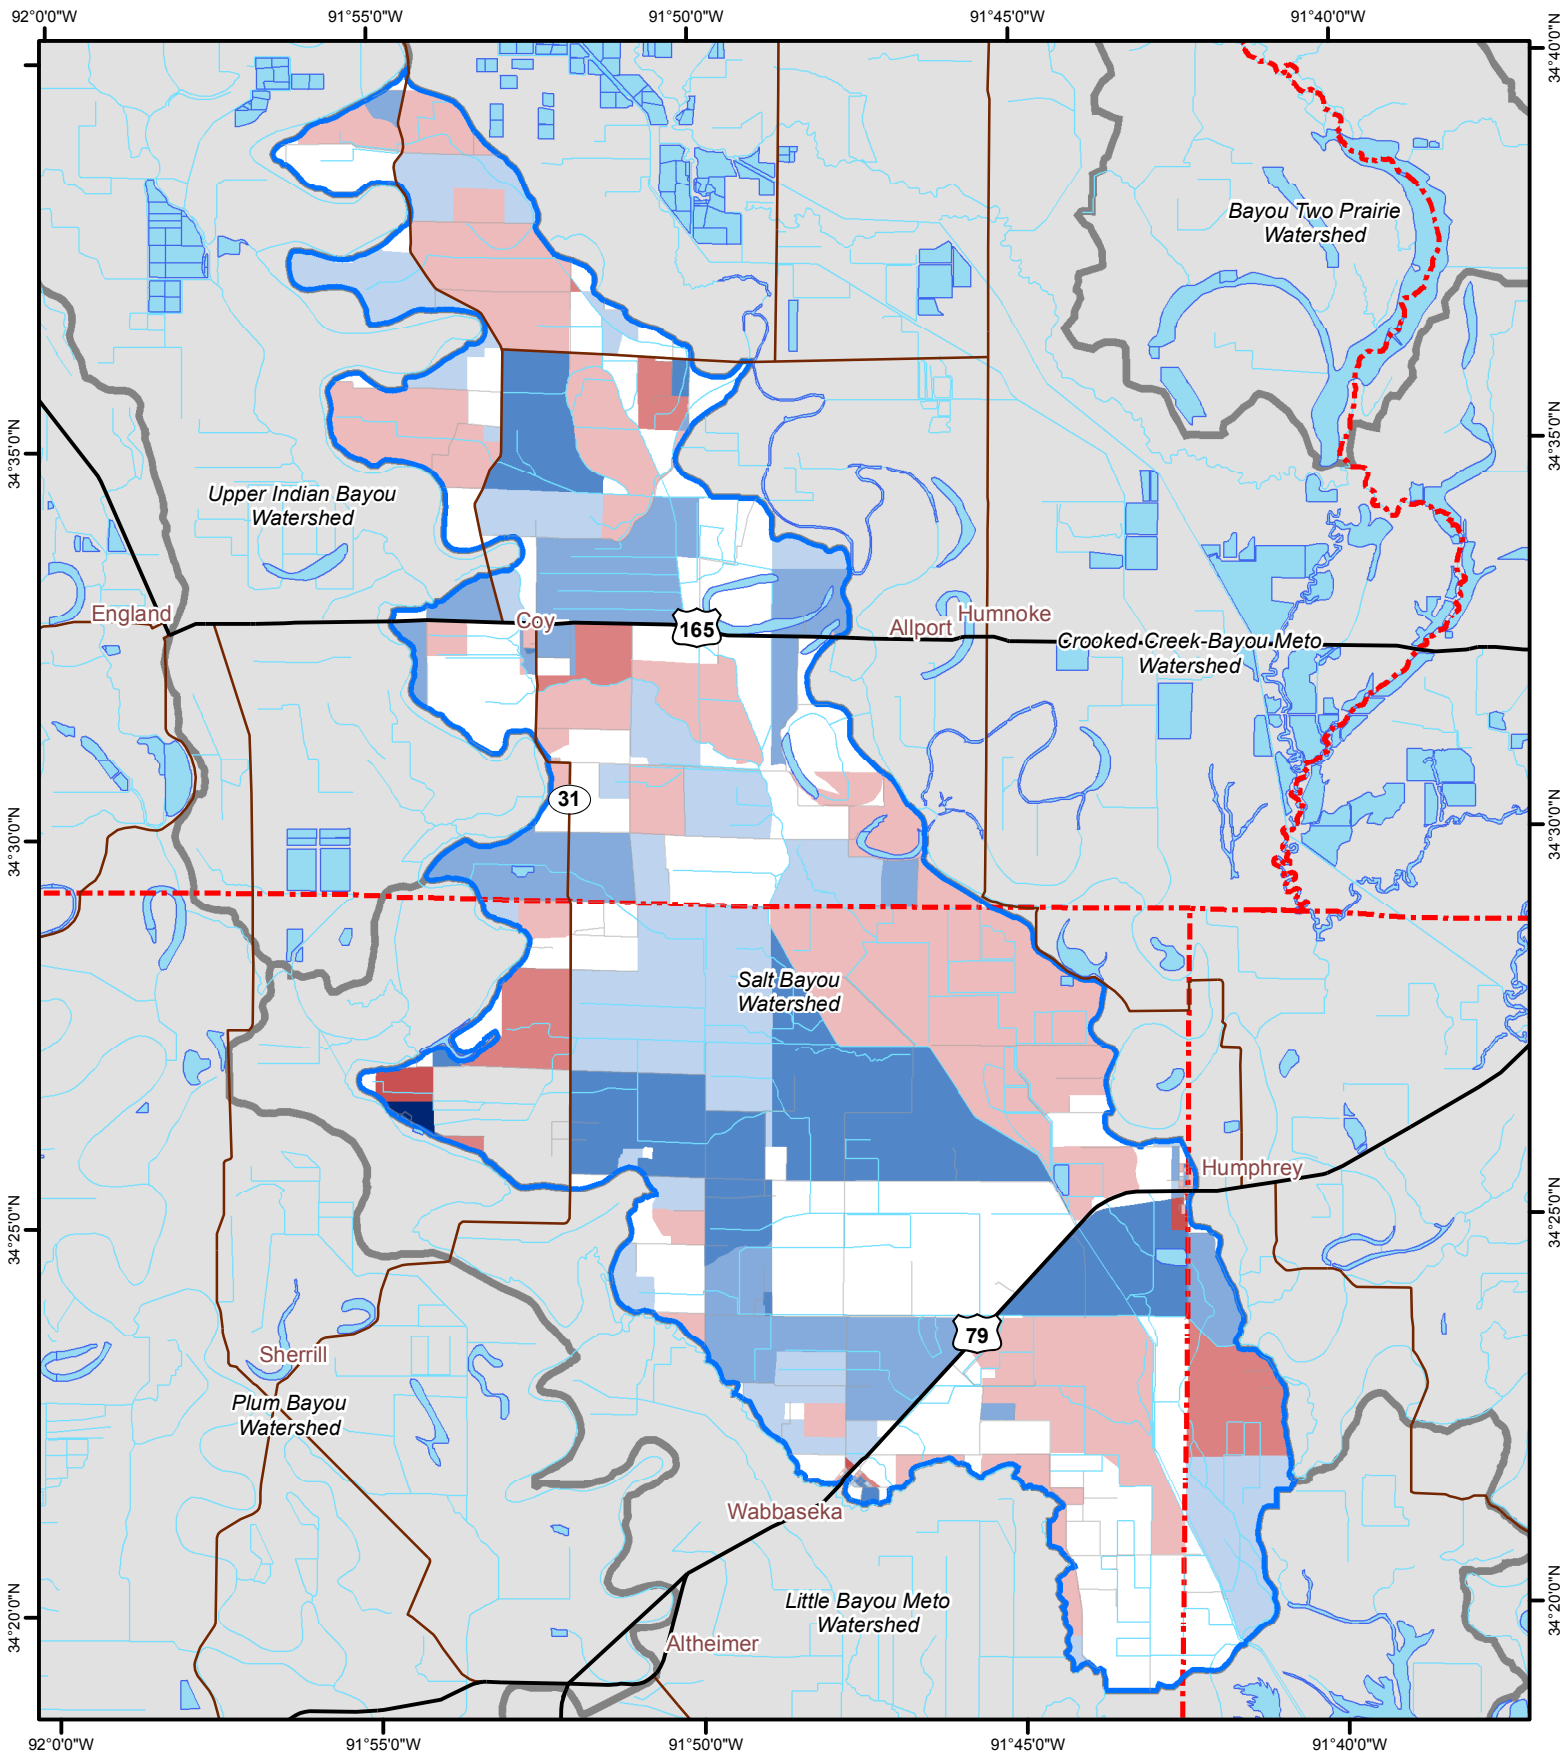 92°0'0"W
91°55'0"W
91°50'0"W
91°45'0"W
91°40'0"W
34°40'0"N
Bayou Two Prairie
Watershed
34°35'0"N
34°35'0"N
Upper Indian Bayou
Watershed
England
Coy
165
Allport
Humnoke
Crooked Creek-Bayou Meto
Watershed
31
34°30'0"N
34°30'0"N
Salt Bayou
Watershed
Humphrey
34°25'0"N
34°25'0"N
79
Sherrill
Plum Bayou
Watershed
Wabbaseka
Little Bayou Meto
Watershed
34°20'0"N
34°20'0"N
Altheimer
92°0'0"W
91°55'0"W
91°50'0"W
91°45'0"W
91°40'0"W